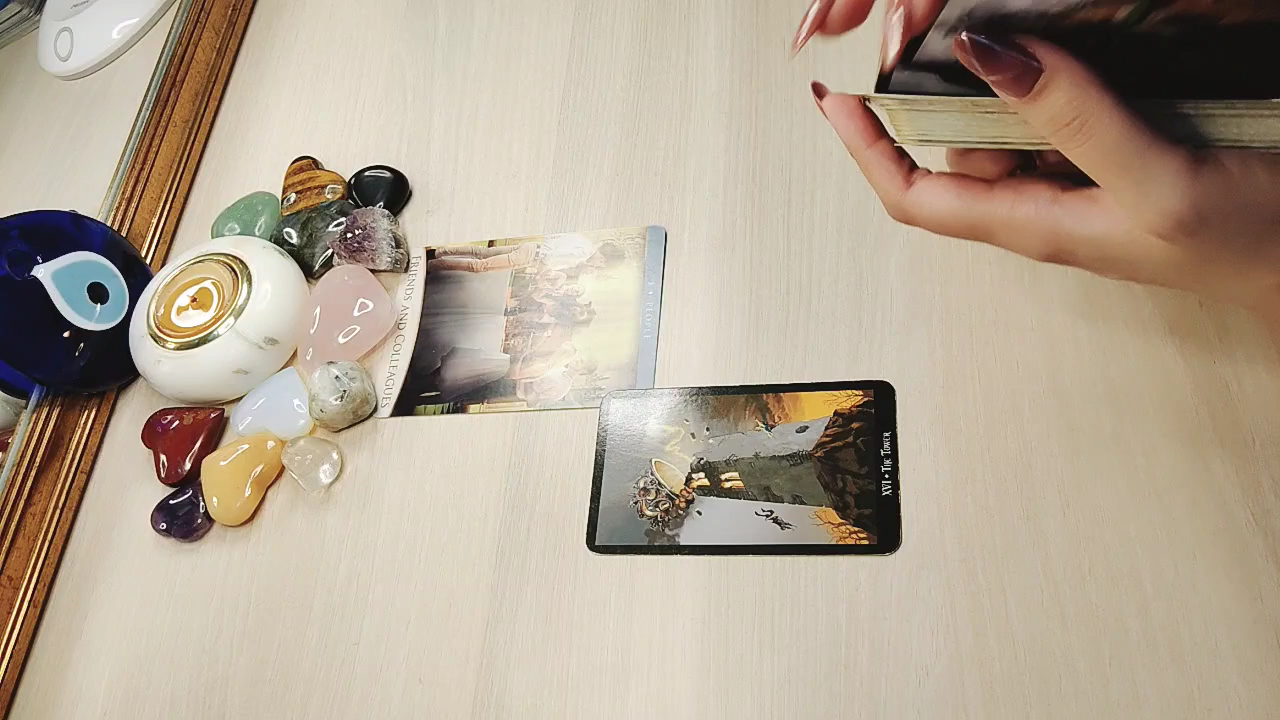 FRIENDS AND COLLEAGUES
PEOPLE
XVI • THE TOWER